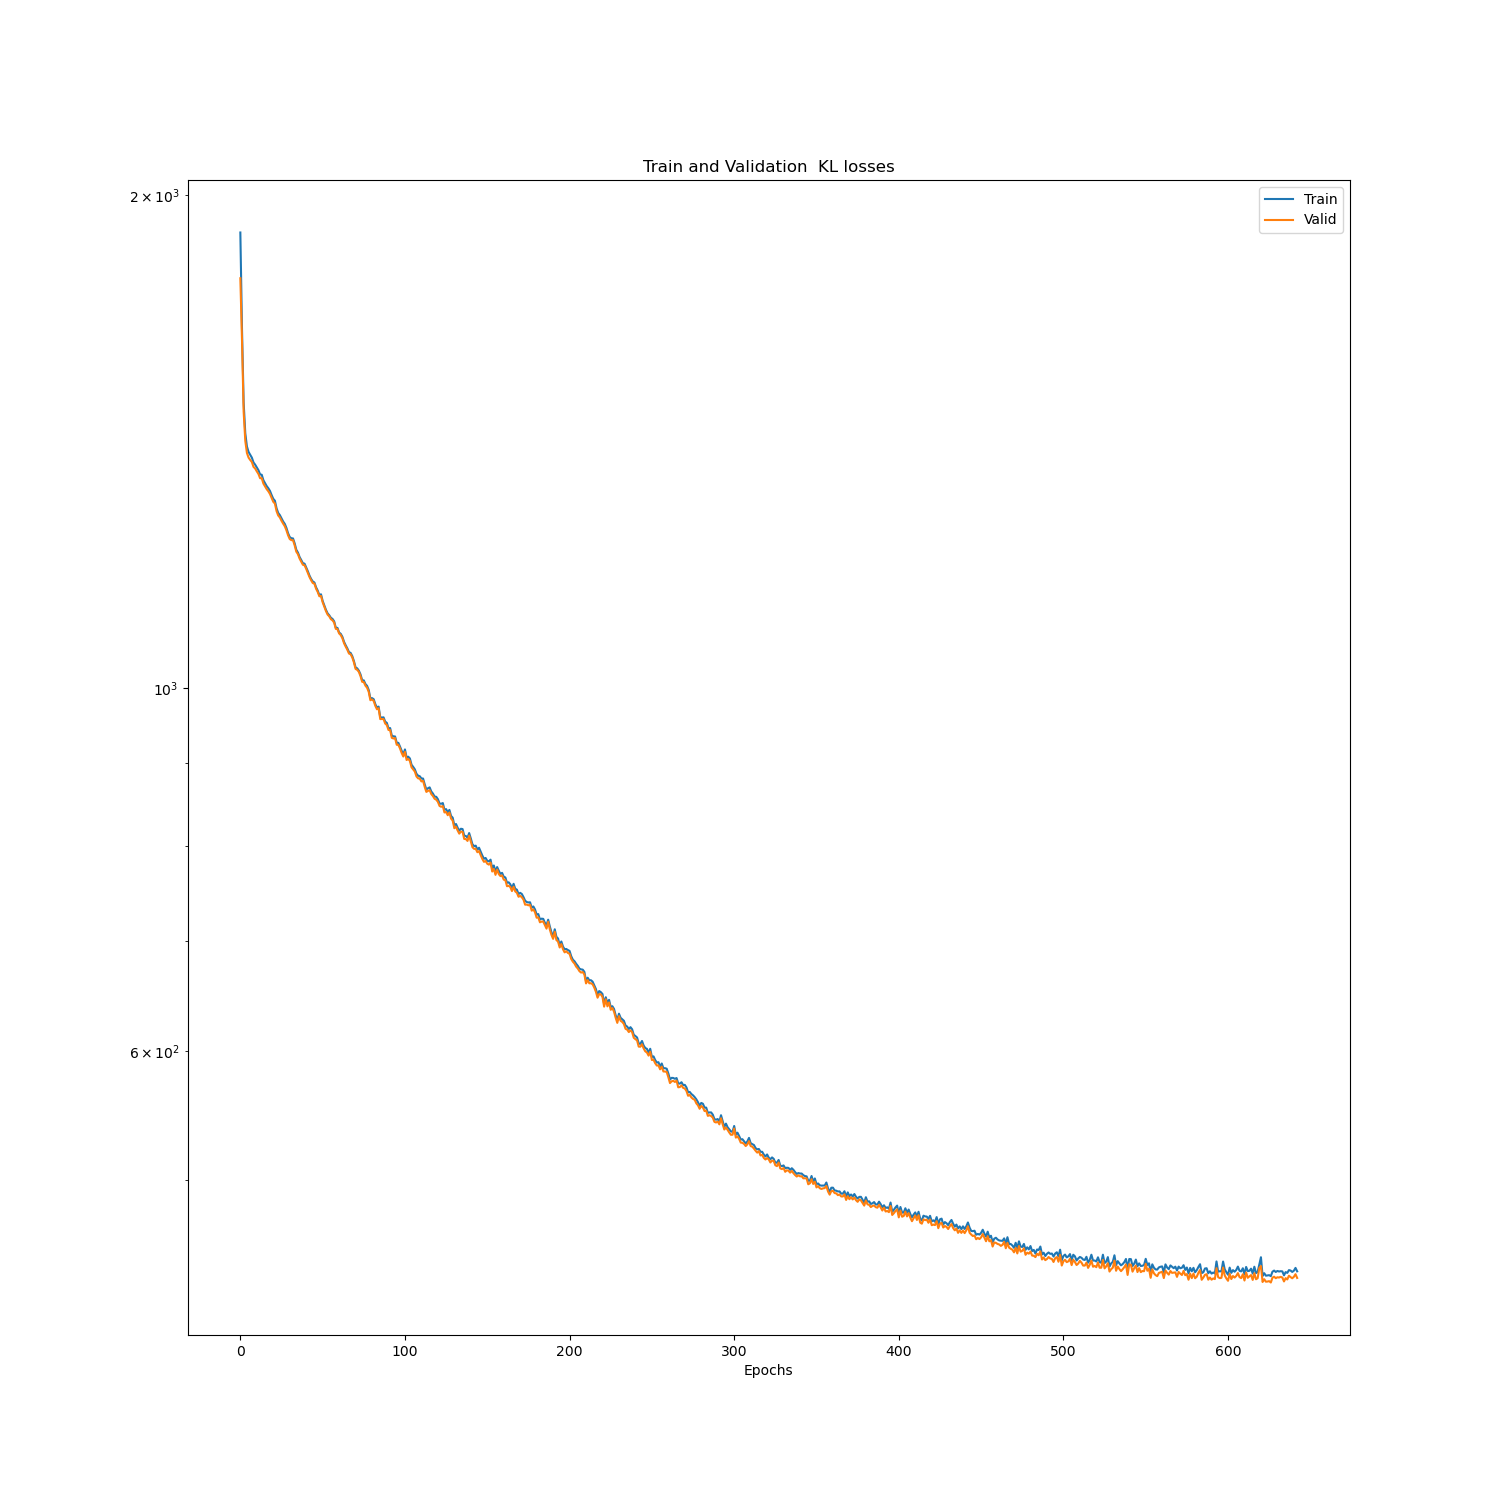 Train and Validation  KL losses
2 × 10³
10³
6 × 10²
Train
Valid
0 100 200 300 400 500 600
Epochs